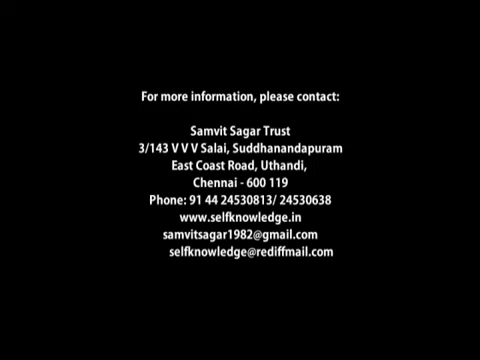 For more information, please contact:
Samvit Sagar Trust
3/143 V V V Salai, Suddhanandapuram
East Coast Road, Uthandi,
Chennai - 600 119
Phone: 91 44 24530813/ 24530638
www.selfknowledge.in
samvitsagar1982@gmail.com
selfknowledge@rediffmail.com